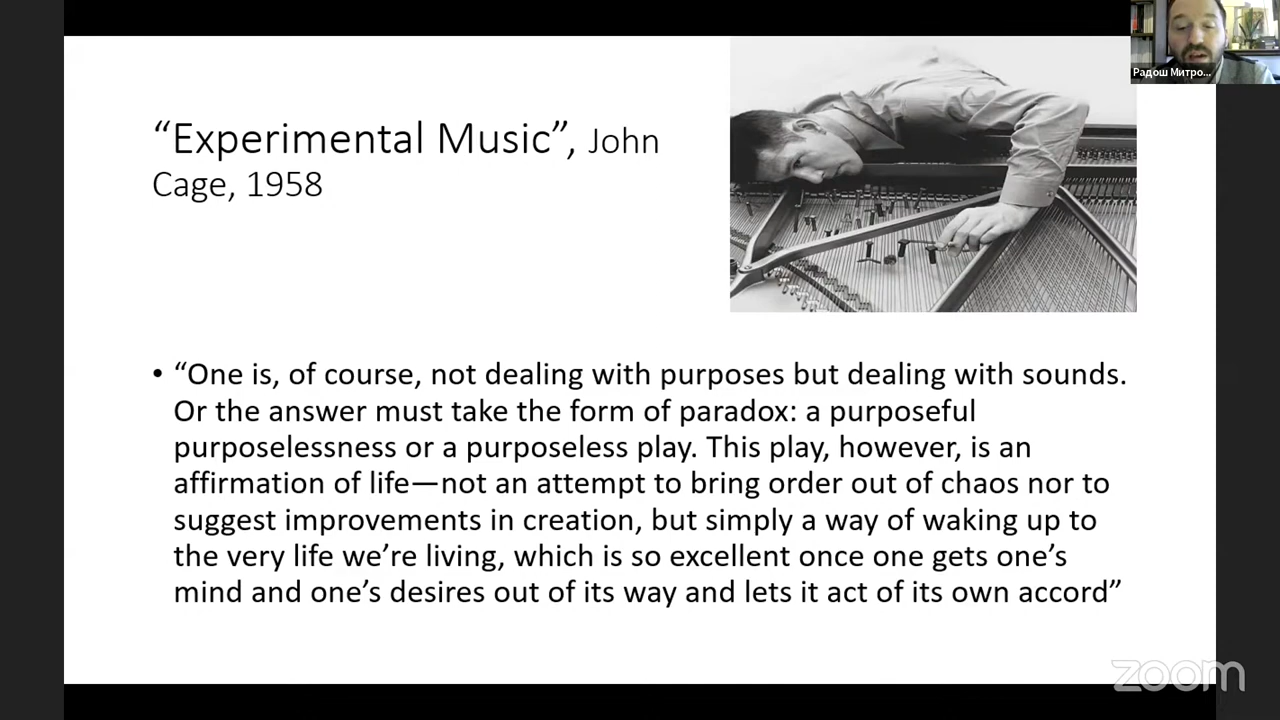 “Experimental Music”, John
Cage, 1958
Радош Митро...
• “One is, of course, not dealing with purposes but dealing with sounds.
Or the answer must take the form of paradox: a purposeful
purposelessness or a purposeless play. This play, however, is an
affirmation of life—not an attempt to bring order out of chaos nor to
suggest improvements in creation, but simply a way of waking up to
the very life we’re living, which is so excellent once one gets one’s
mind and one’s desires out of its way and lets it act of its own accord”
zoom